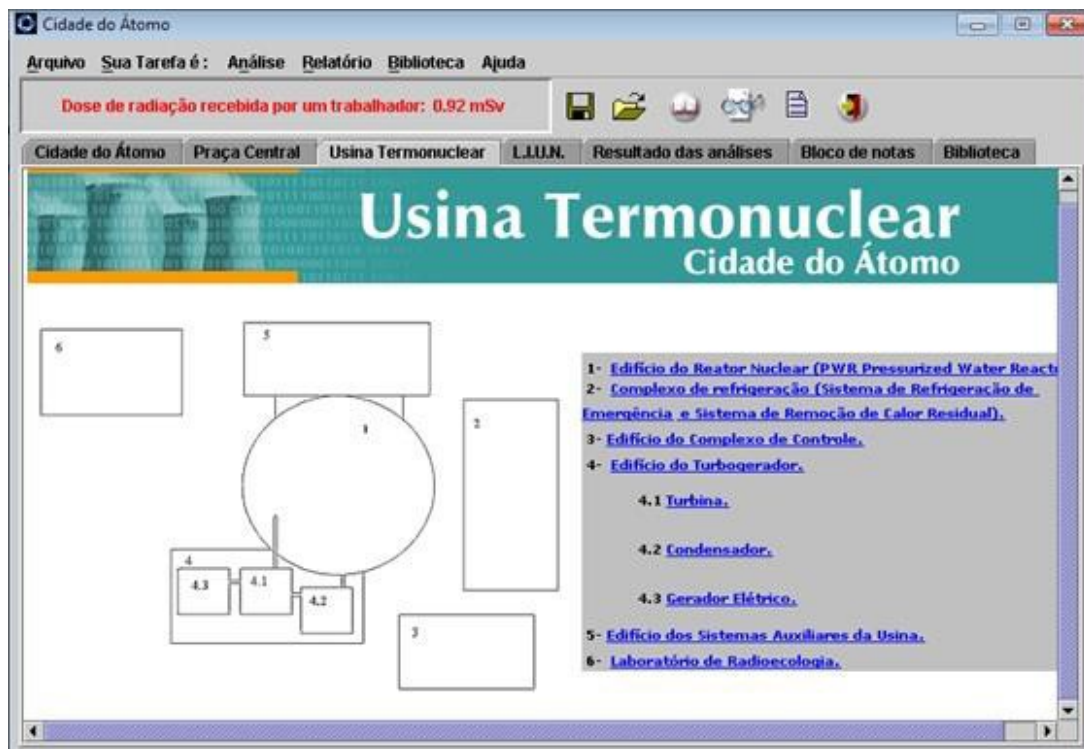 Cidade do Átomo
Arquivo Sua Tarefa é : Análise Relatório Biblioteca Ajuda
Dose de radiação recebida por um trabalhador: 0.92 mSv
Cidade do Átomo Praça Central Usina Termonuclear L.I.U.N. Resultado das análises Bloco de notas Biblioteca
Usina Termonuclear
Cidade do Átomo
6
5
1
2
4
4.3
4.1
4.2
3
1- Edifício do Reator Nuclear (PWR Pressurized Water Reacto
2- Complexo de refrigeração (Sistema de Refrigeração de
Emergência e Sistema de Remoção de Calor Residual).
3- Edifício do Complexo de Controle.
4- Edifício do Turbogerador.
4.1 Turbina.
4.2 Condensador.
4.3 Gerador Elétrico.
5- Edifício dos Sistemas Auxiliares da Usina.
6- Laboratório de Radioecologia.